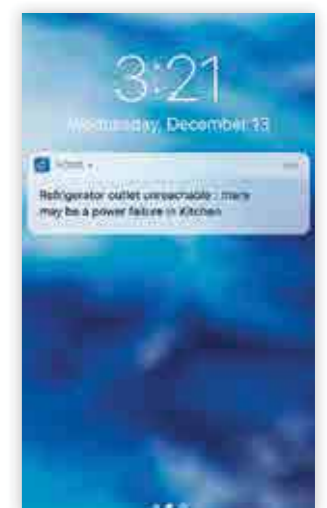 3:21
Wednesday, December 13
Refrigerator outlet unreachable : there
may be a power failure in Kitchen